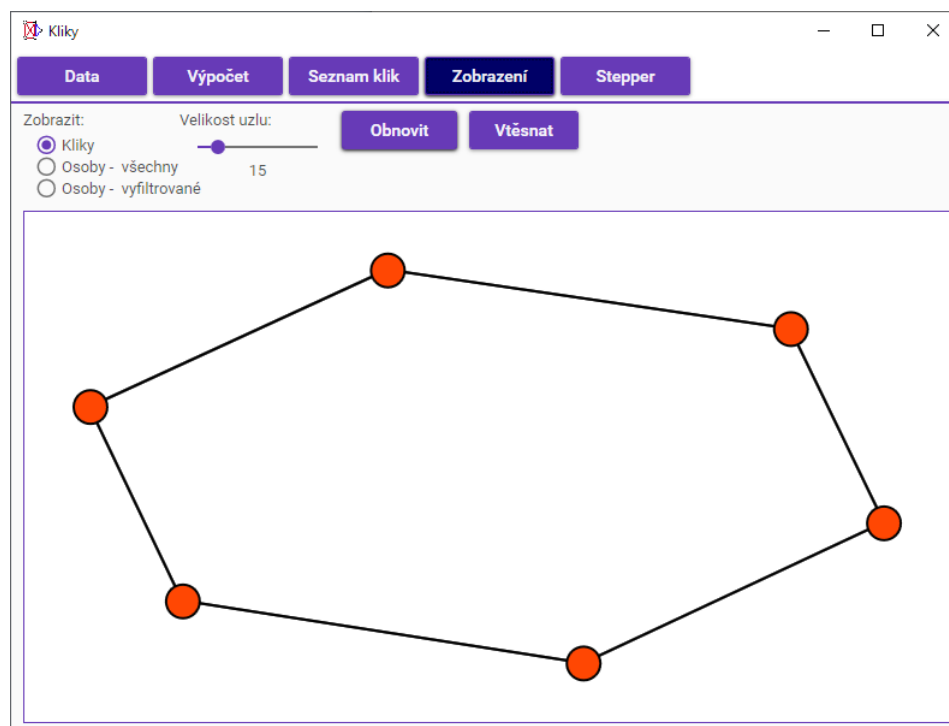 Kliky
Data Výpočet Seznam klik Zobrazení Stepper
Zobrazit: Velikost uzlu: Obnovit Vtěsnat
Kliky
Osoby - všechny 15
Osoby - vyfiltrované